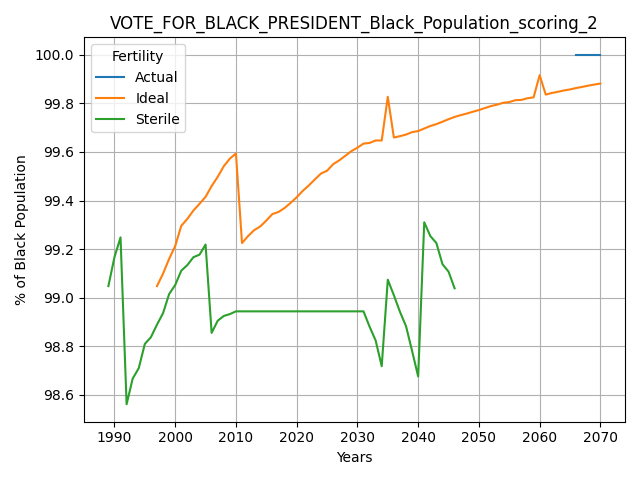 VOTE_FOR_BLACK_PRESIDENT_Black_Population_scoring_2
Fertility
Actual
Ideal
Sterile
% of Black Population
100.0
99.8
99.6
99.4
99.2
99.0
98.8
98.6
1990 2000 2010 2020 2030 2040 2050 2060 2070
Years